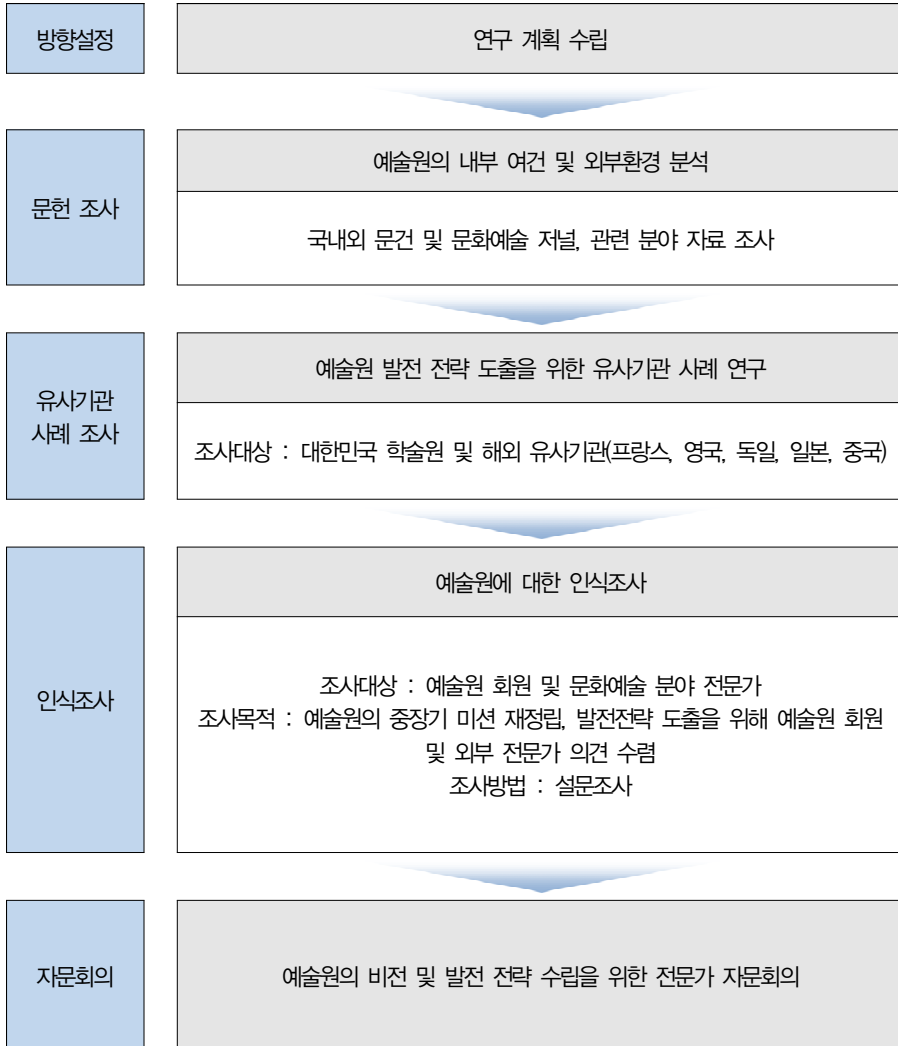 방향설정
연구 계획 수립
문헌 조사
예술원의 내부 여건 및 외부환경 분석
국내외 문건 및 문화예술 저널, 관련 분야 자료 조사
유사기관
사례 조사
예술원 발전 전략 도출을 위한 유사기관 사례 연구
조사대상 : 대한민국 학술원 및 해외 유사기관(프랑스, 영국, 독일, 일본, 중국)
인식조사
예술원에 대한 인식조사
조사대상 : 예술원 회원 및 문화예술 분야 전문가
조사목적 : 예술원의 중장기 미션 재정립, 발전전략 도출을 위해 예술원 회원
및 외부 전문가 의견 수렴
조사방법 : 설문조사
자문회의
예술원의 비전 및 발전 전략 수립을 위한 전문가 자문회의